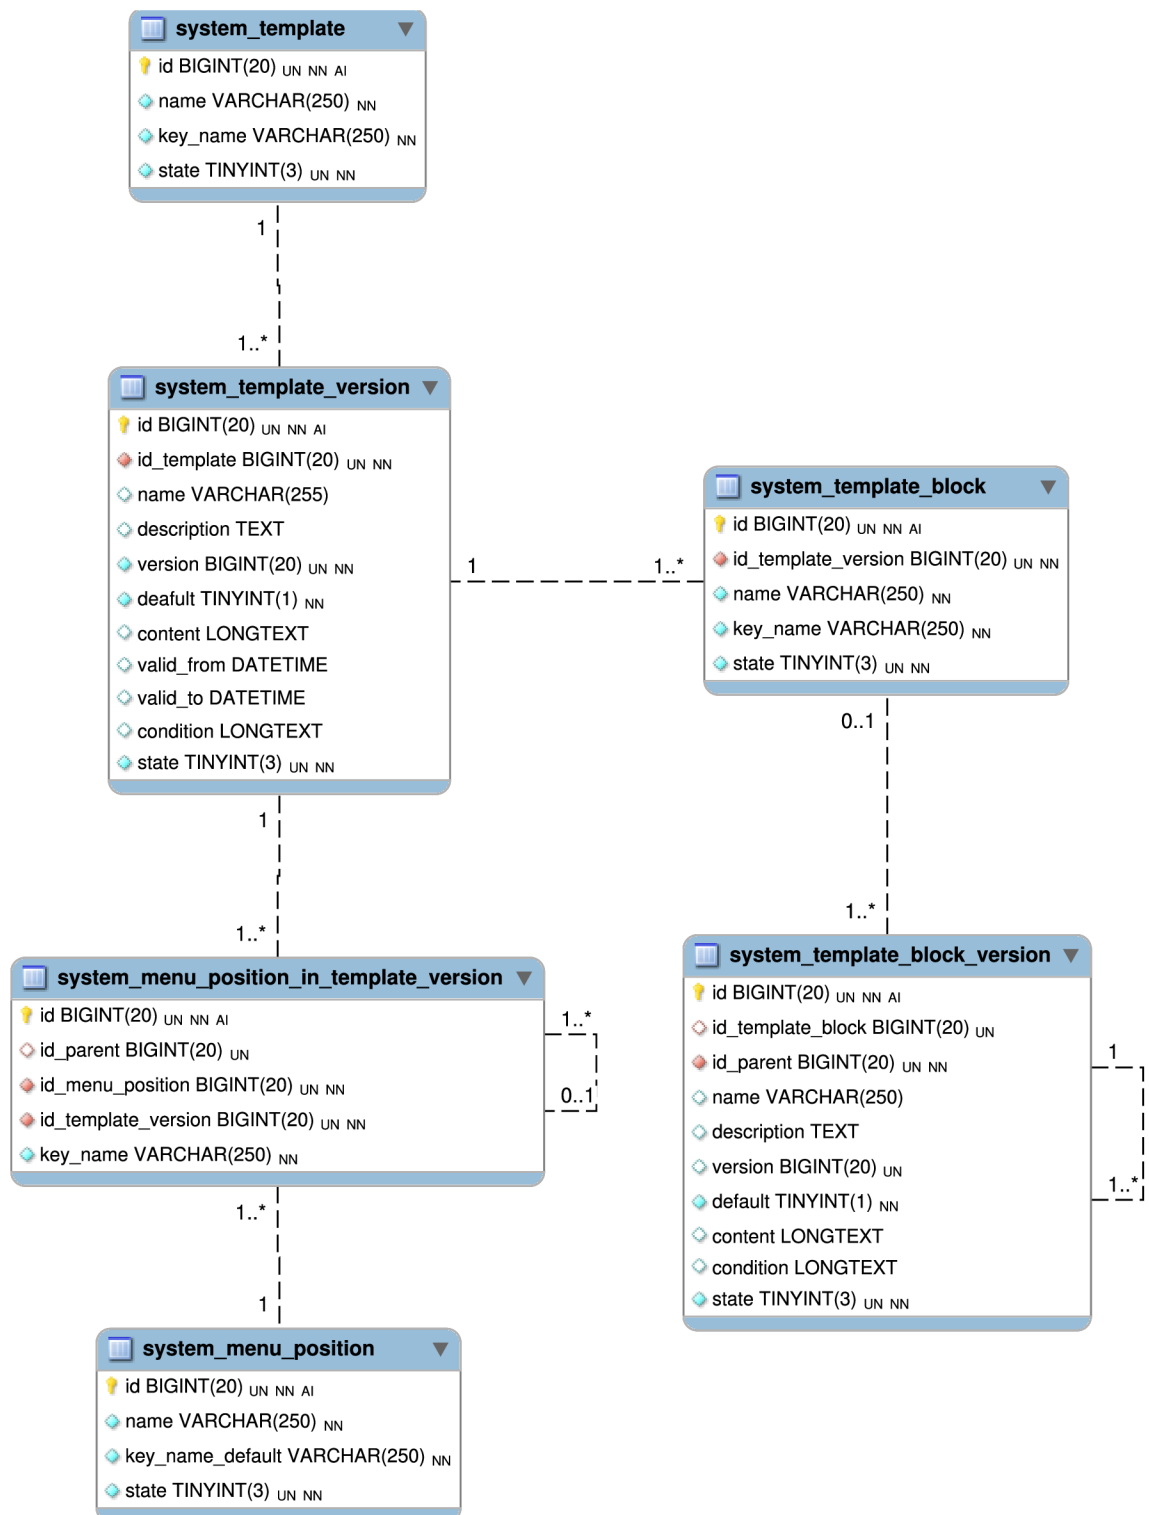 system_template
id BIGINT(20) UN NN AI
name VARCHAR(250) NN
key_name VARCHAR(250) NN
state TINYINT(3) UN NN
1
1..*
system_template_version
id BIGINT(20) UN NN AI
id_template BIGINT(20) UN NN
name VARCHAR(255)
description TEXT
version BIGINT(20) UN NN
deafult TINYINT(1) NN
content LONGTEXT
valid_from DATETIME
valid_to DATETIME
condition LONGTEXT
state TINYINT(3) UN NN
1
1..*
system_template_block
id BIGINT(20) UN NN AI
id_template_version BIGINT(20) UN NN
name VARCHAR(250) NN
key_name VARCHAR(250) NN
state TINYINT(3) UN NN
0..1
1..*
1
1..*
system_menu_position_in_template_version
id BIGINT(20) UN NN AI
id_parent BIGINT(20) UN
id_menu_position BIGINT(20) UN NN
id_template_version BIGINT(20) UN NN
key_name VARCHAR(250) NN
1..*
0..1
system_template_block_version
id BIGINT(20) UN NN AI
id_template_block BIGINT(20) UN
id_parent BIGINT(20) UN NN
name VARCHAR(250)
description TEXT
version BIGINT(20) UN
default TINYINT(1) NN
content LONGTEXT
condition LONGTEXT
state TINYINT(3) UN NN
1
1..*
1..*
1
system_menu_position
id BIGINT(20) UN NN AI
name VARCHAR(250) NN
key_name_default VARCHAR(250) NN
state TINYINT(3) UN NN